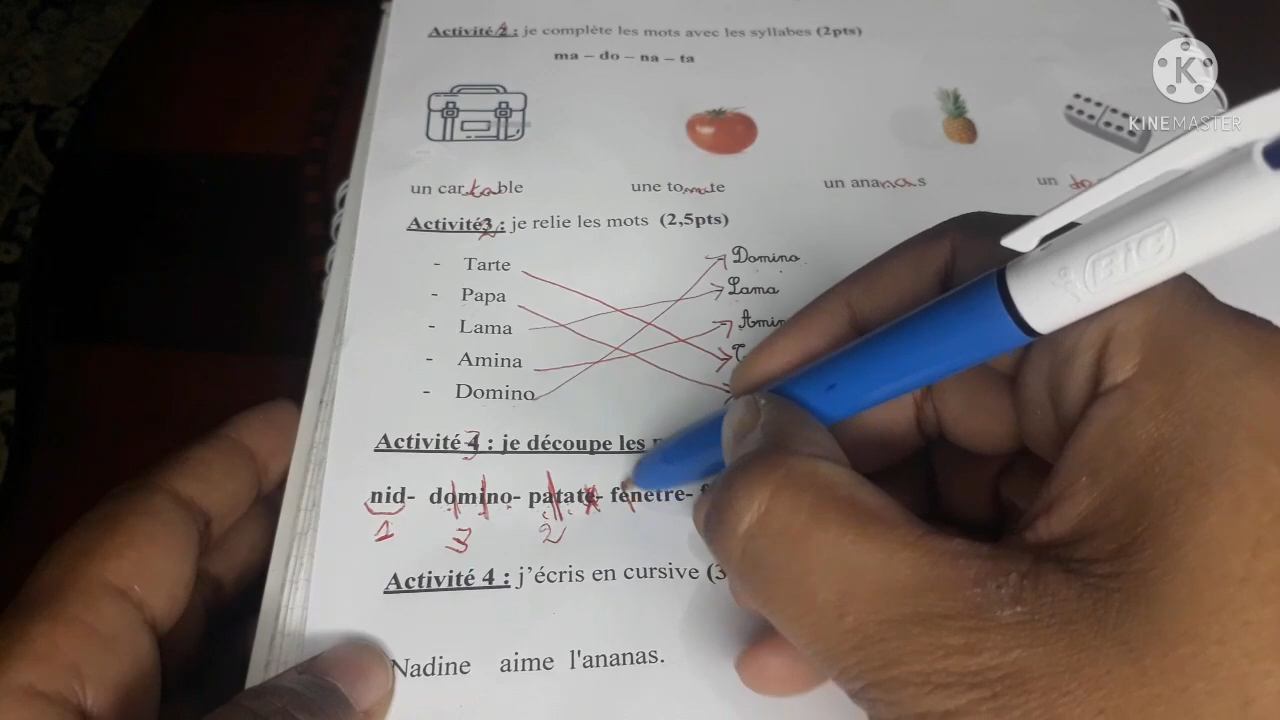 Activité 2 : je complète les mots avec les syllabes (2pts)
ma – do – na – ta
K
KINEMASTER
un cartable
une tomate
un ananas
un do
Activité3 : je relie les mots (2,5pts)
- Tarte
- Papa
- Lama
- Amina
- Domino
Domino
Lama
Amin
T
BIC
Activité 3 : je découpe les
nid- domino- patate- fenetre-
1 3 2
Activité 4 : j'écris en cursive (3
Nadine aime l'ananas.